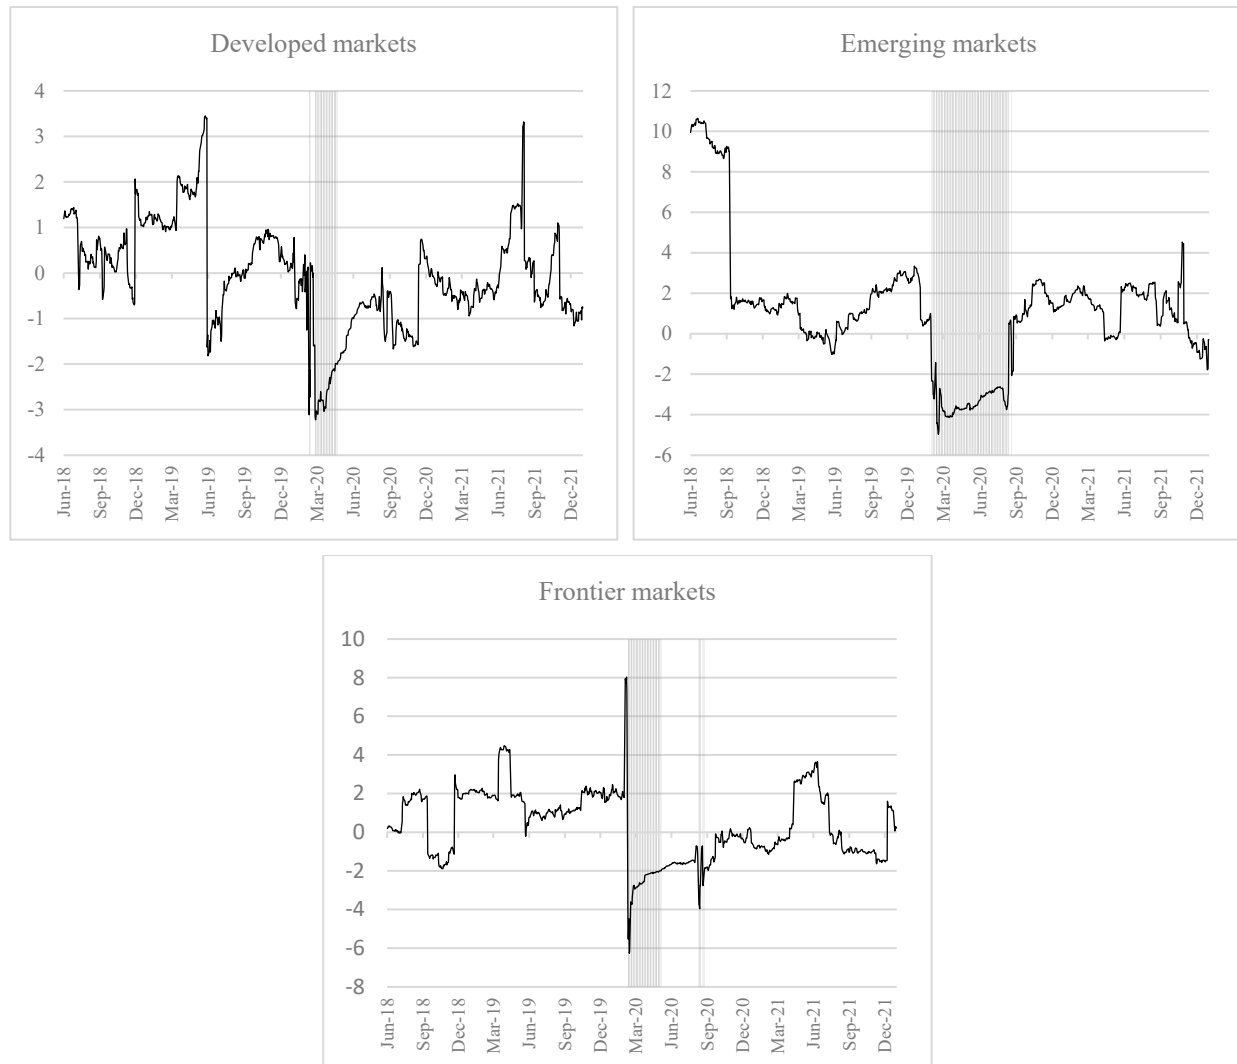 Developed markets
4
3
2
1
0
-1
-2
-3
-4
Jun-18
Sep-18
Dec-18
Mar-19
Jun-19
Sep-19
Dec-19
Mar-20
Jun-20
Sep-20
Dec-20
Mar-21
Jun-21
Sep-21
Dec-21
Emerging markets
12
10
8
6
4
2
0
-2
-4
-6
Jun-18
Sep-18
Dec-18
Mar-19
Jun-19
Sep-19
Dec-19
Mar-20
Jun-20
Sep-20
Dec-20
Mar-21
Jun-21
Sep-21
Dec-21
Frontier markets
10
8
6
4
2
0
-2
-4
-6
-8
Jun-18
Sep-18
Dec-18
Mar-19
Jun-19
Sep-19
Dec-19
Mar-20
Jun-20
Sep-20
Dec-20
Mar-21
Jun-21
Sep-21
Dec-21